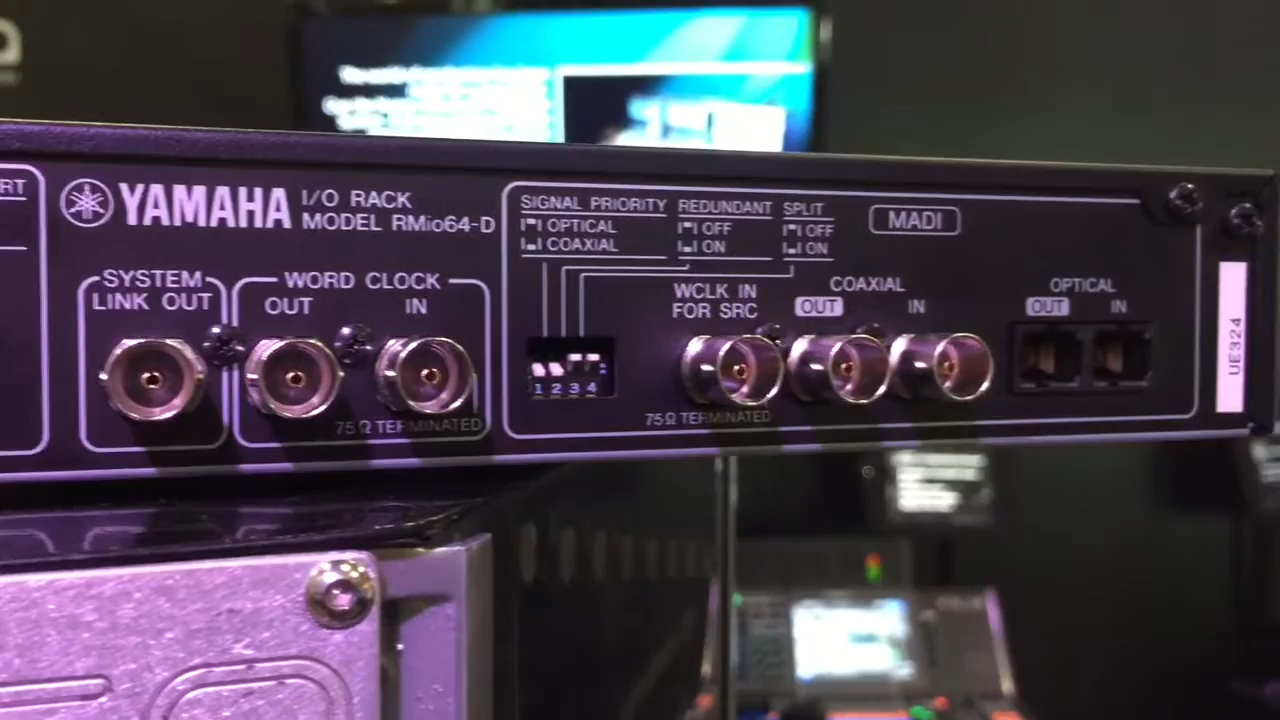 RT
YAMAHA
I/O RACK
MODEL RMio64-D
SYSTEM
LINK OUT
WORD CLOCK
OUT IN
75Ω TERMINATED
SIGNAL PRIORITY
OPTICAL
COAXIAL
REDUNDANT
OFF
ON
SPLIT
OFF
ON
MADI
1 2 3 4
WCLK IN
FOR SRC
75Ω TERMINATED
COAXIAL
OUT IN
OPTICAL
OUT IN
UE324